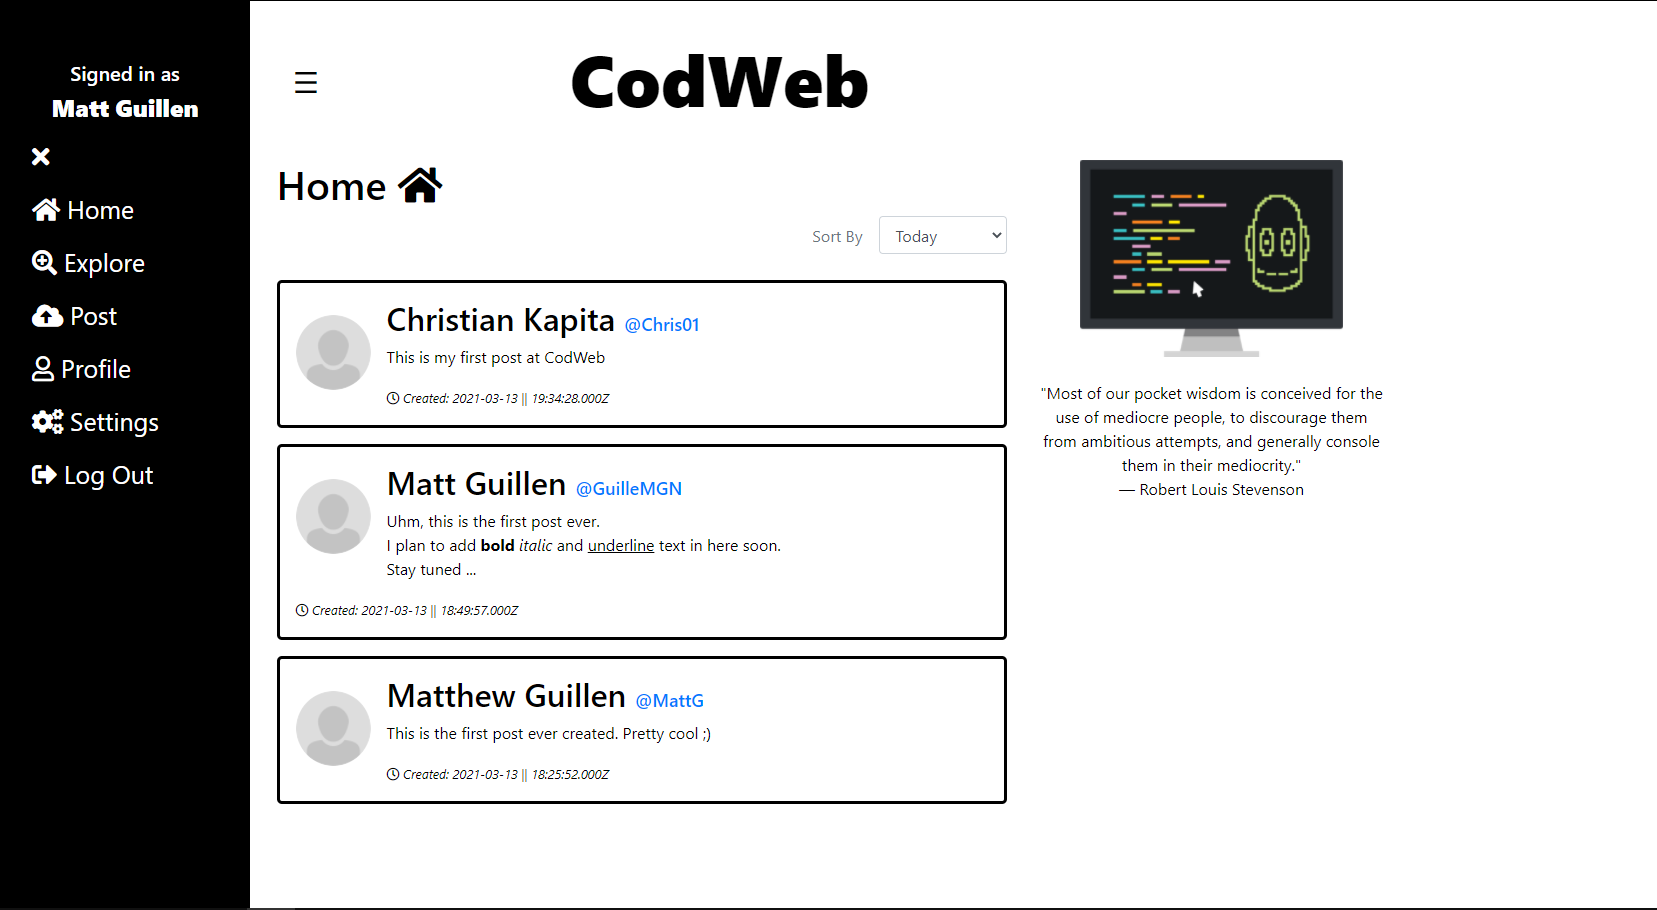 Signed in as
Matt Guillen
Home
Explore
Post
Profile
Settings
Log Out
CodWeb
Home
Sort By Today
Christian Kapita @Chris01
This is my first post at CodWeb
Created: 2021-03-13 || 19:34:28.000Z
Matt Guillen @GuilleMGN
Uhm, this is the first post ever.
I plan to add bold italic and underline text in here soon.
Stay tuned ...
Created: 2021-03-13 || 18:49:57.000Z
Matthew Guillen @MattG
This is the first post ever created. Pretty cool ;)
Created: 2021-03-13 || 18:25:52.000Z
"Most of our pocket wisdom is conceived for the
use of mediocre people, to discourage them
from ambitious attempts, and generally console
them in their mediocrity."
— Robert Louis Stevenson